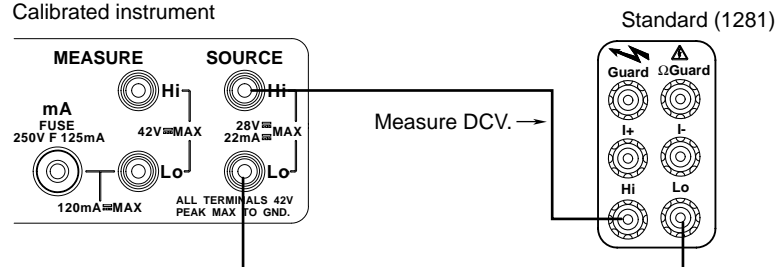 Calibrated instrument
Standard (1281)
MEASURE
SOURCE
Hi
Hi
mA
FUSE
250V F 125mA
42V⎓MAX
28V⎓
22mA⎓
MAX
Lo
Lo
120mA⎓MAX
ALL TERMINALS 42V
PEAK MAX TO GND.
Measure DCV.
Guard
ΩGuard
I+
I-
Hi
Lo